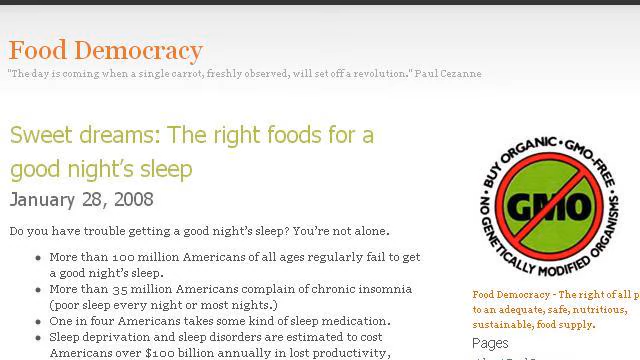 Food Democracy
"The day is coming when a single carrot, freshly observed, will set off a revolution." Paul Cezanne
Sweet dreams: The right foods for a
good night's sleep
January 28, 2008
Do you have trouble getting a good night's sleep? You're not alone.
More than 100 million Americans of all ages regularly fail to get
a good night's sleep.
More than 35 million Americans complain of chronic insomnia
(poor sleep every night or most nights.)
One in four Americans takes some kind of sleep medication.
Sleep deprivation and sleep disorders are estimated to cost
Americans over $100 billion annually in lost productivity,
• BUY ORGANIC • GMO-FREE •
GMO
NO GENETICALLY MODIFIED ORGANISMS
Food Democracy - The right of all p
to an adequate, safe, nutritious,
sustainable, food supply.
Pages